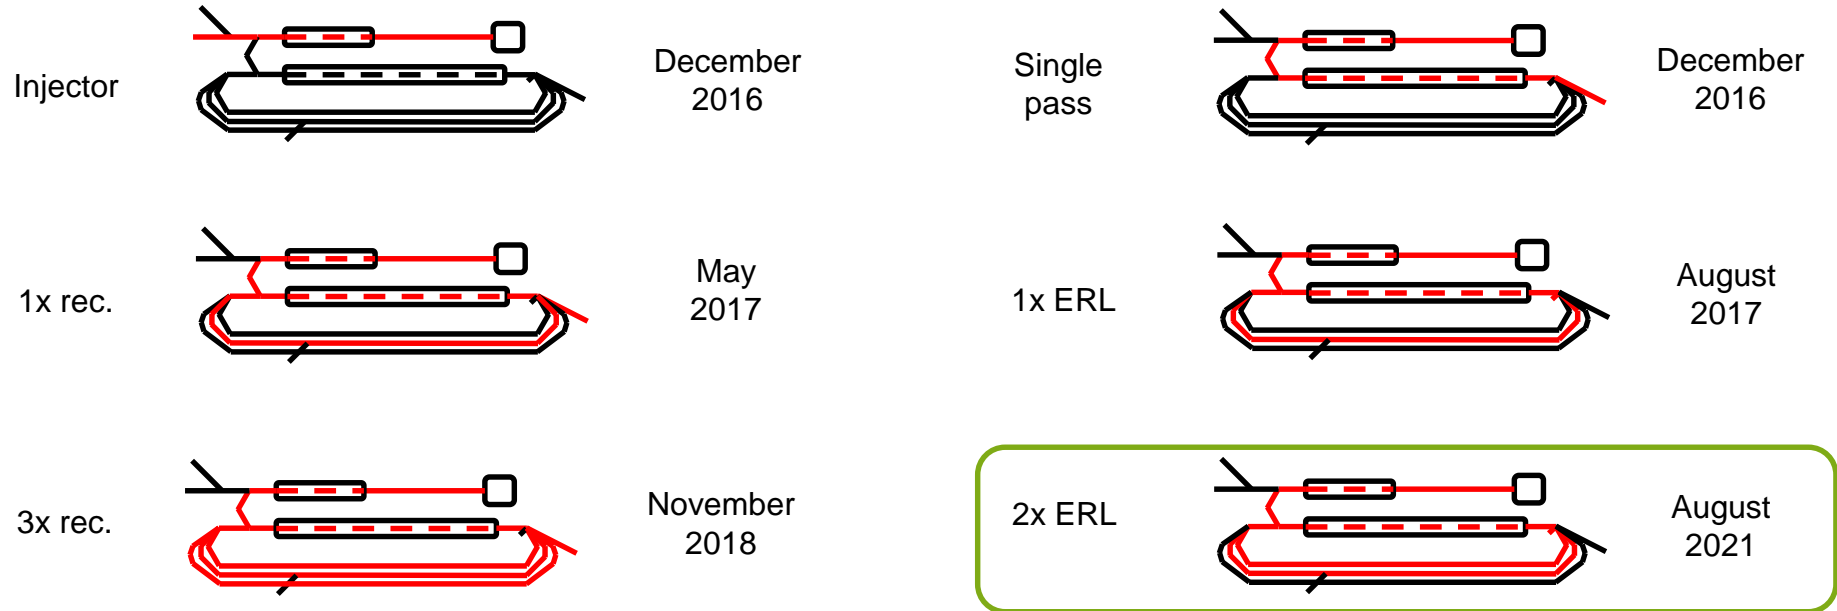 Injector
December
2016
Single
pass
December
2016
1x rec.
May
2017
1x ERL
August
2017
3x rec.
November
2018
2x ERL
August
2021